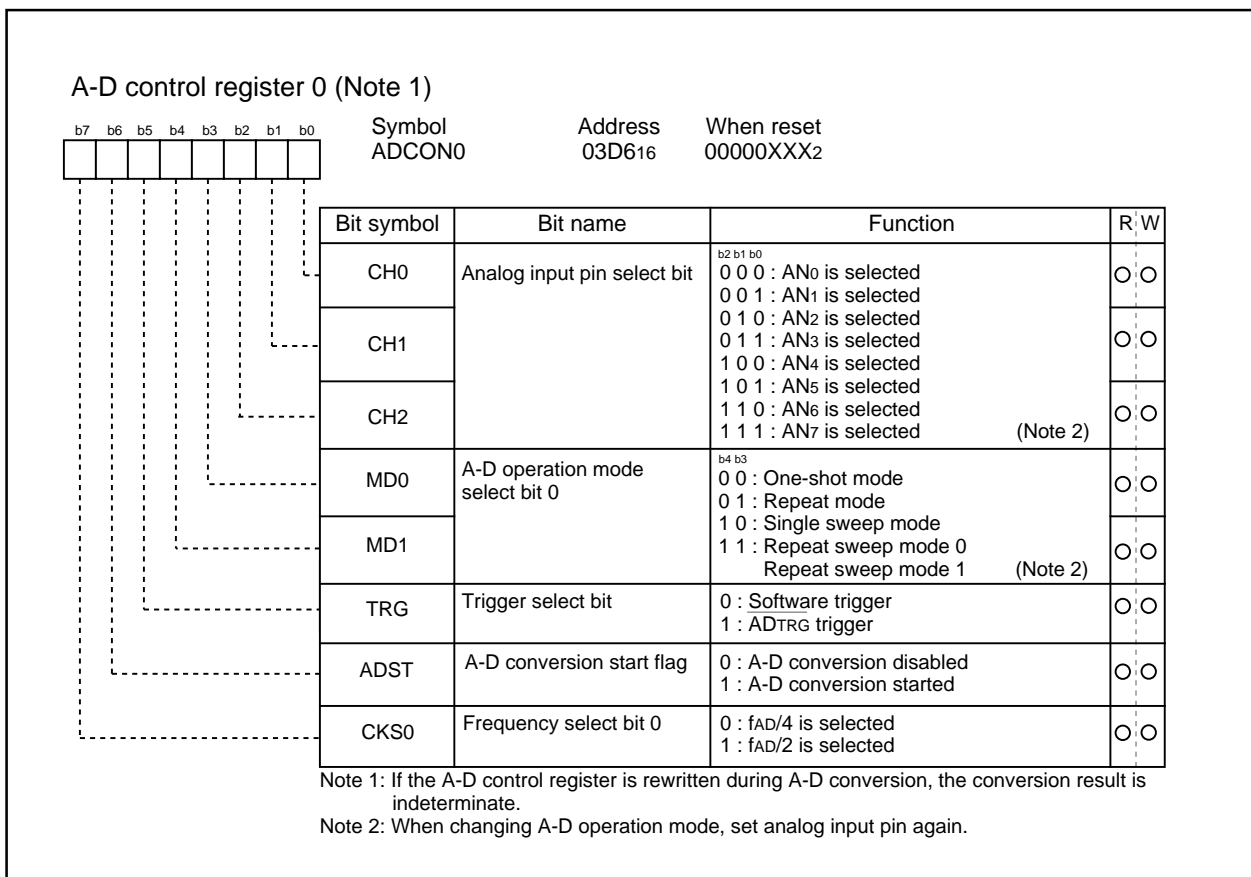 A-D control register 0 (Note 1)
b7 b6 b5 b4 b3 b2 b1 b0
Symbol Address When reset
ADCON0 03D616 00000XXX2
Bit symbol Bit name Function R W
CH0 Analog input pin select bit
b2 b1 b0
0 0 0 : AN0 is selected
0 0 1 : AN1 is selected
0 1 0 : AN2 is selected
CH1
0 1 1 : AN3 is selected
1 0 0 : AN4 is selected
1 0 1 : AN5 is selected
CH2
1 1 0 : AN6 is selected
1 1 1 : AN7 is selected (Note 2)
MD0 A-D operation mode
select bit 0
b4 b3
0 0 : One-shot mode
0 1 : Repeat mode
1 0 : Single sweep mode
MD1
1 1 : Repeat sweep mode 0
Repeat sweep mode 1 (Note 2)
TRG Trigger select bit
0 : Software trigger
1 : ADTRG trigger
ADST A-D conversion start flag
0 : A-D conversion disabled
1 : A-D conversion started
CKS0 Frequency select bit 0
0 : fAD/4 is selected
1 : fAD/2 is selected
Note 1: If the A-D control register is rewritten during A-D conversion, the conversion result is
indeterminate.
Note 2: When changing A-D operation mode, set analog input pin again.